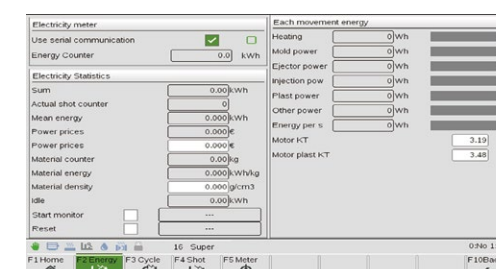 Electricity meter
Use serial communication
Energy Counter 0.0 kWh
Electricity Statistics
Sum 0.00 kWh
Actual shot counter 0
Mean energy 0.000 kWh
Power prices 0.000 €
Power prices 0.000 €
Material counter 0.00 kg
Material energy 0.000 kWh/kg
Material density 0.000 g/cm3
Idle 0.00 kWh
Start monitor ---
Reset ---
Each movement energy
Heating 0 Wh
Mold power 0 Wh
Ejector power 0 Wh
Injection pow 0 Wh
Plast power 0 Wh
Other power 0 Wh
Energy per s 0 Wh
Motor KT 3.19
Motor plast KT 3.48
16 Super 0:No 1
F1 Home F2 Energy F3 Cycle F4 Shot F5 Meter F10Bac